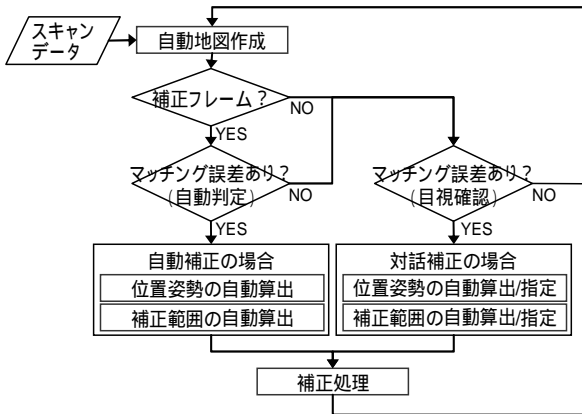 スキャン
データ
自動地図作成
補正フレーム?
NO
YES
マッチング誤差あり?
(自動判定)
NO
YES
マッチング誤差あり?
(目視確認)
NO
YES
自動補正の場合
位置姿勢の自動算出
補正範囲の自動算出
対話補正の場合
位置姿勢の自動算出/指定
補正範囲の自動算出/指定
補正処理